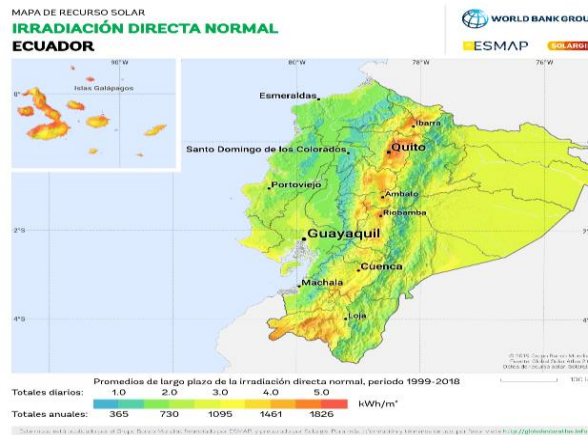 MAPA DE RECURSO SOLAR
IRRADIACIÓN DIRECTA NORMAL
ECUADOR
WORLD BANK GROUP
ESMAP
SOLARGIS
80°W
78°W
76°W
Islas Galápagos
Esmeraldas
Ibarra
Santo Domingo de los Colorados
Quito
Portoviejo
Ambato
Riobamba
2°S
Guayaquil
Cuenca
Machala
4°S
Loja
Promedios de largo plazo de la irradiación directa normal, periodo 1999-2018
Totales diarios: 1.0 2.0 3.0 4.0 5.0
kWh/m²
Totales anuales: 365 730 1095 1461 1826